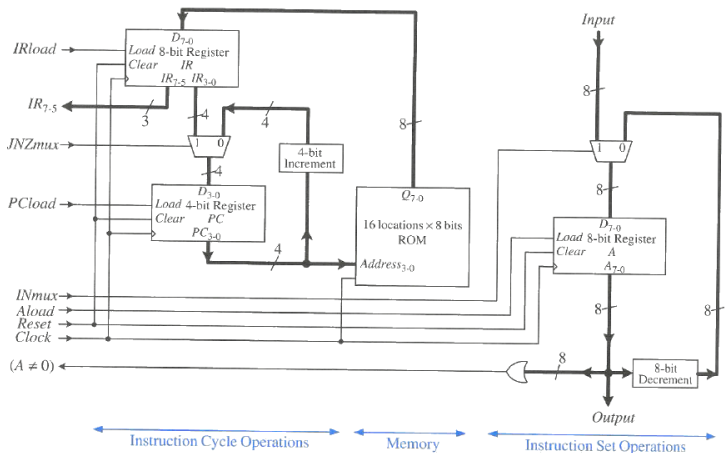 Input
D7-0
IRload
Load 8-bit Register
Clear IR
IR7-5 IR3-0
IR7-5
3
4
4
8
8
JNZmux
1 0
4-bit
Increment
1 0
4
8
D3-0
PCload
Load 4-bit Register
Clear PC
PC3-0
4
Q7-0
16 locations × 8 bits
ROM
Address3-0
D7-0
Load 8-bit Register
Clear A
A7-0
INmux
Aload
Reset
Clock
8
8
(A ≠ 0)
8
8-bit
Decrement
Output
Instruction Cycle Operations
Memory
Instruction Set Operations